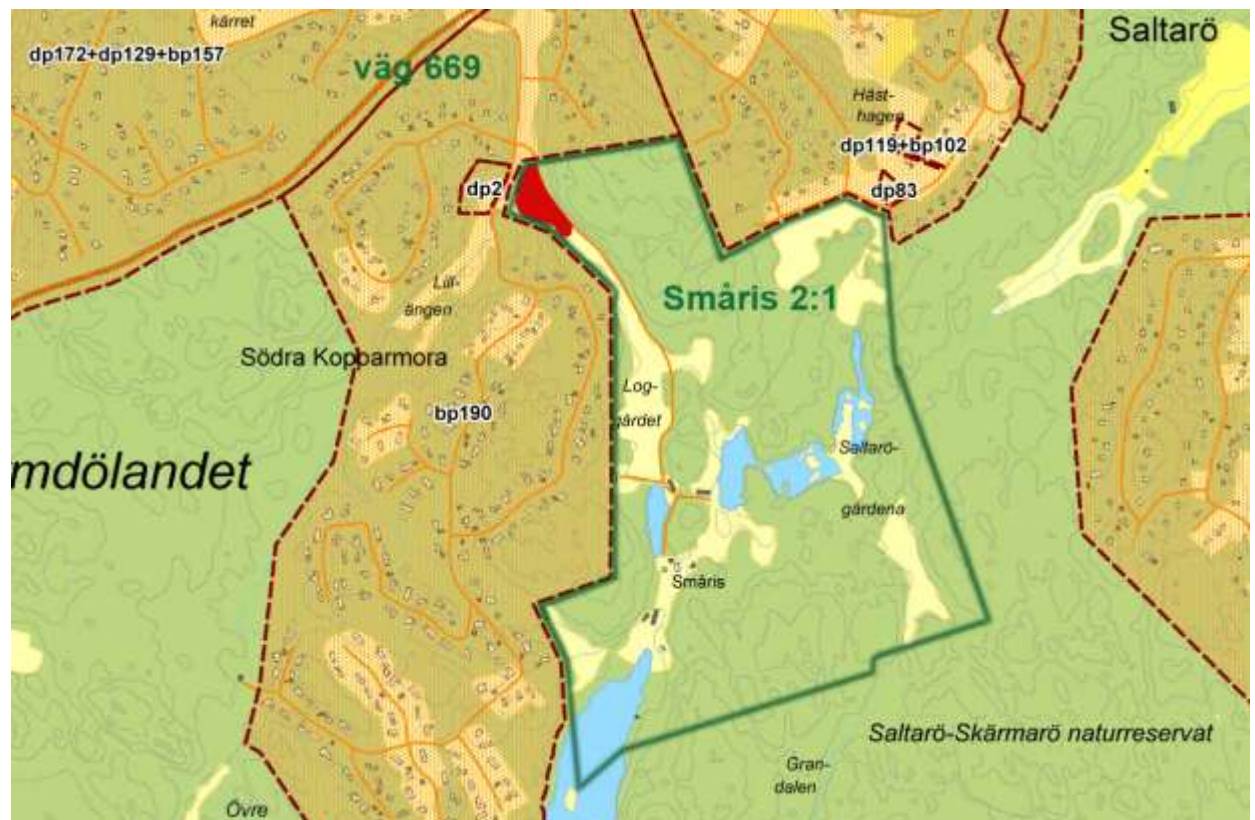 kärret
Saltarö
dp172+dp129+bp157
väg 669
Häst-
hagen
dp119+bp102
dp2
dp83
Lill-
ängen
Småris 2:1
Södra Kopparmora
Log-
gärdet
bp190
mdölandet
Saltarö-
gärdena
Småris
Saltarö-Skärmarö naturreservat
Gran-
dalen
Övre